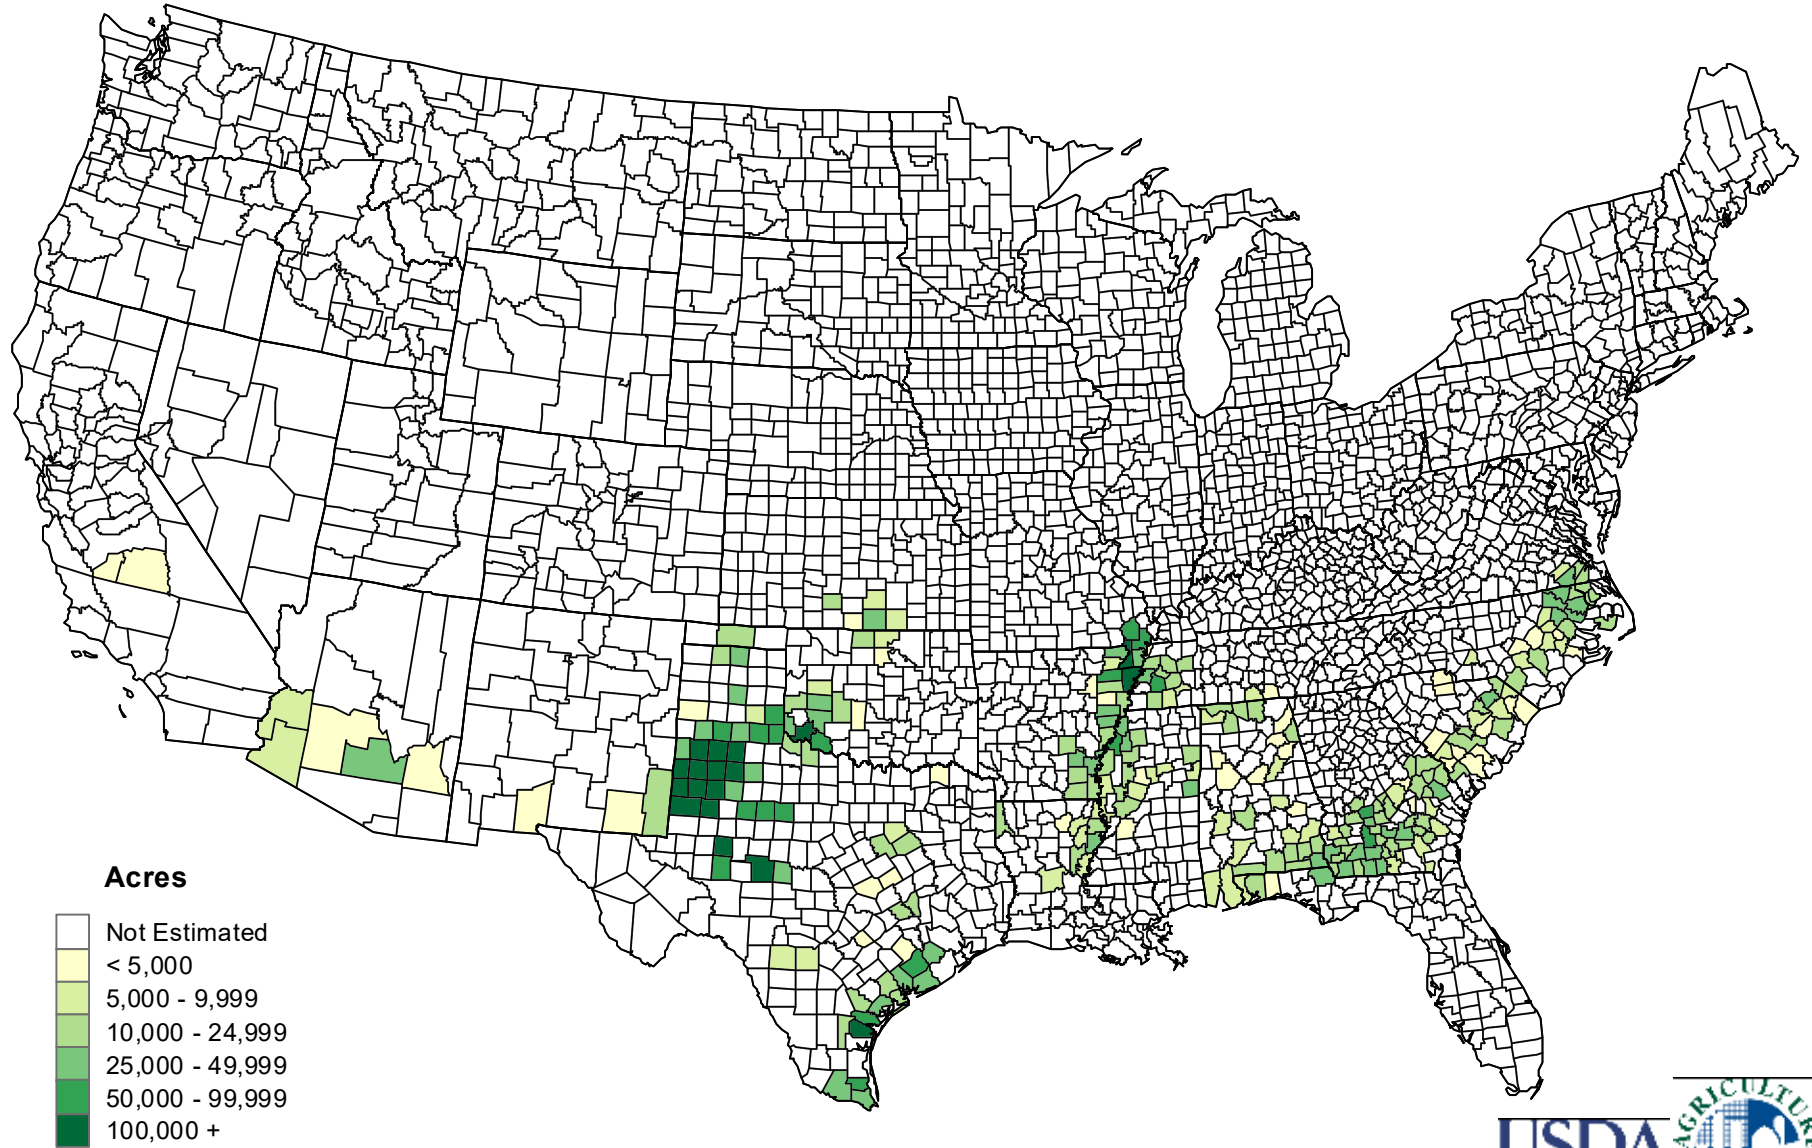 Acres
Not Estimated
< 5,000
5,000 - 9,999
10,000 - 24,999
25,000 - 49,999
50,000 - 99,999
100,000 +
USDA